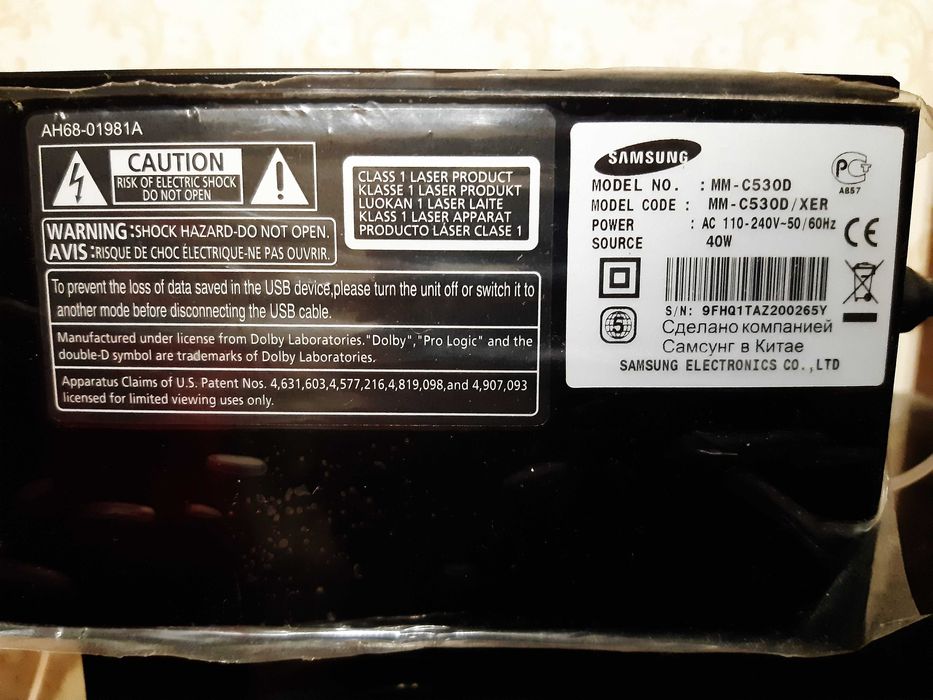 AH68-01981A
CAUTION
RISK OF ELECTRIC SHOCK
DO NOT OPEN
WARNING :SHOCK HAZARD-DO NOT OPEN.
AVIS :RISQUE DE CHOC ÉLECTRIQUE-NE PAS OUVRIR.
CLASS 1 LASER PRODUCT
KLASSE 1 LASER PRODUKT
LUOKAN 1 LASER LAITE
KLASS 1 LASER APPARAT
PRODUCTO LÁSER CLASE 1
To prevent the loss of data saved in the USB device,please turn the unit off or switch it to
another mode before disconnecting the USB cable.
Manufactured under license from Dolby Laboratories."Dolby","Pro Logic" and the
double-D symbol are trademarks of Dolby Laboratories.
Apparatus Claims of U.S. Patent Nos. 4,631,603,4,577,216,4,819,098,and 4,907,093
licensed for limited viewing uses only.
SAMSUNG
MODEL NO. : MM-C530D
MODEL CODE : MM-C530D/XER
POWER : AC 110-240V~50/60Hz
SOURCE 40W
РСТ
АВ57
CE
5
S/N: 9FHQ1TAZ200265Y
Сделано компанией
Самсунг в Китае
SAMSUNG ELECTRONICS CO.,LTD